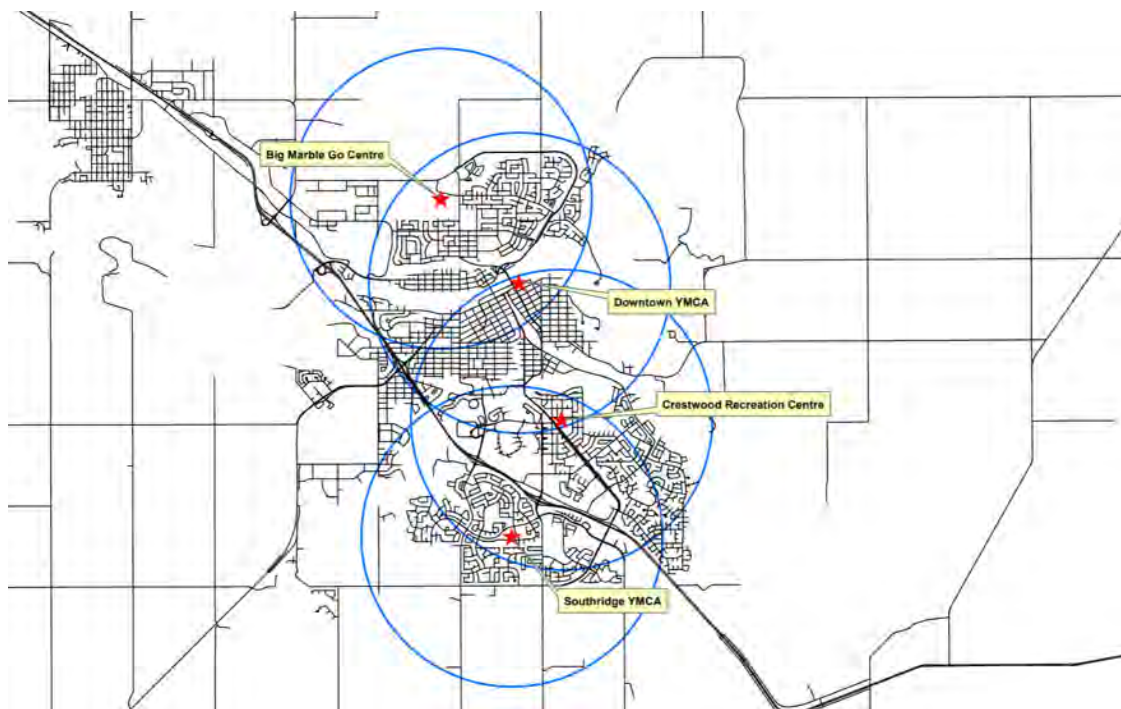 Big Marble Go Centre
Downtown YMCA
Crestwood Recreation Centre
Southridge YMCA